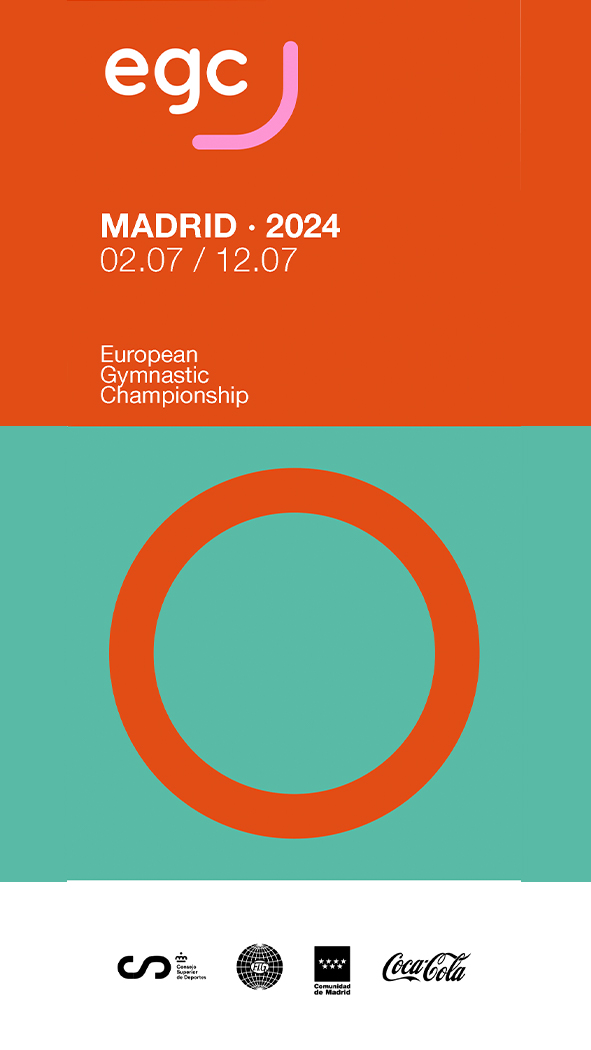 egc
MADRID · 2024
02.07 / 12.07
European
Gymnastic
Championship
Consejo
Superior
de Deportes
FIG
Comunidad
de Madrid
Coca-Cola